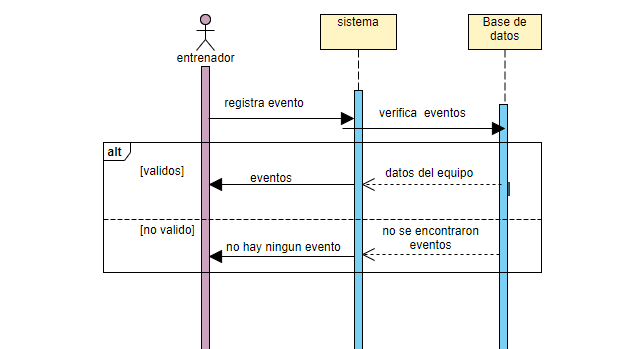 sistema
Base de
datos
entrenador
registra evento
verifica eventos
alt
[validos]
eventos
datos del equipo
[no valido]
no se encontraron
eventos
no hay ningun evento